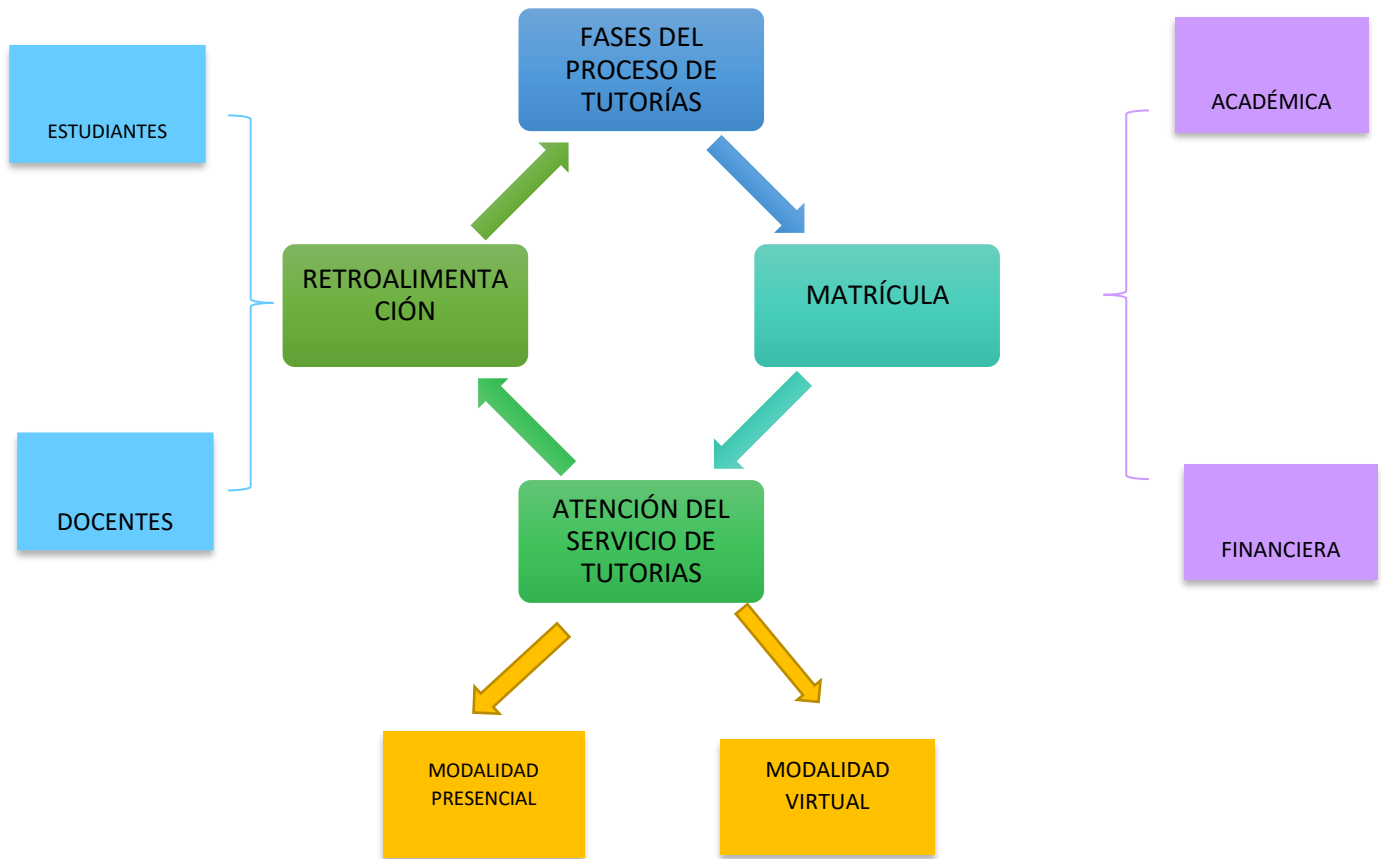 FASES DEL
PROCESO DE
TUTORÍAS
ESTUDIANTES
ACADÉMICA
RETROALIMENTA
CIÓN
MATRÍCULA
DOCENTES
ATENCIÓN DEL
SERVICIO DE
TUTORIAS
FINANCIERA
MODALIDAD
PRESENCIAL
MODALIDAD
VIRTUAL